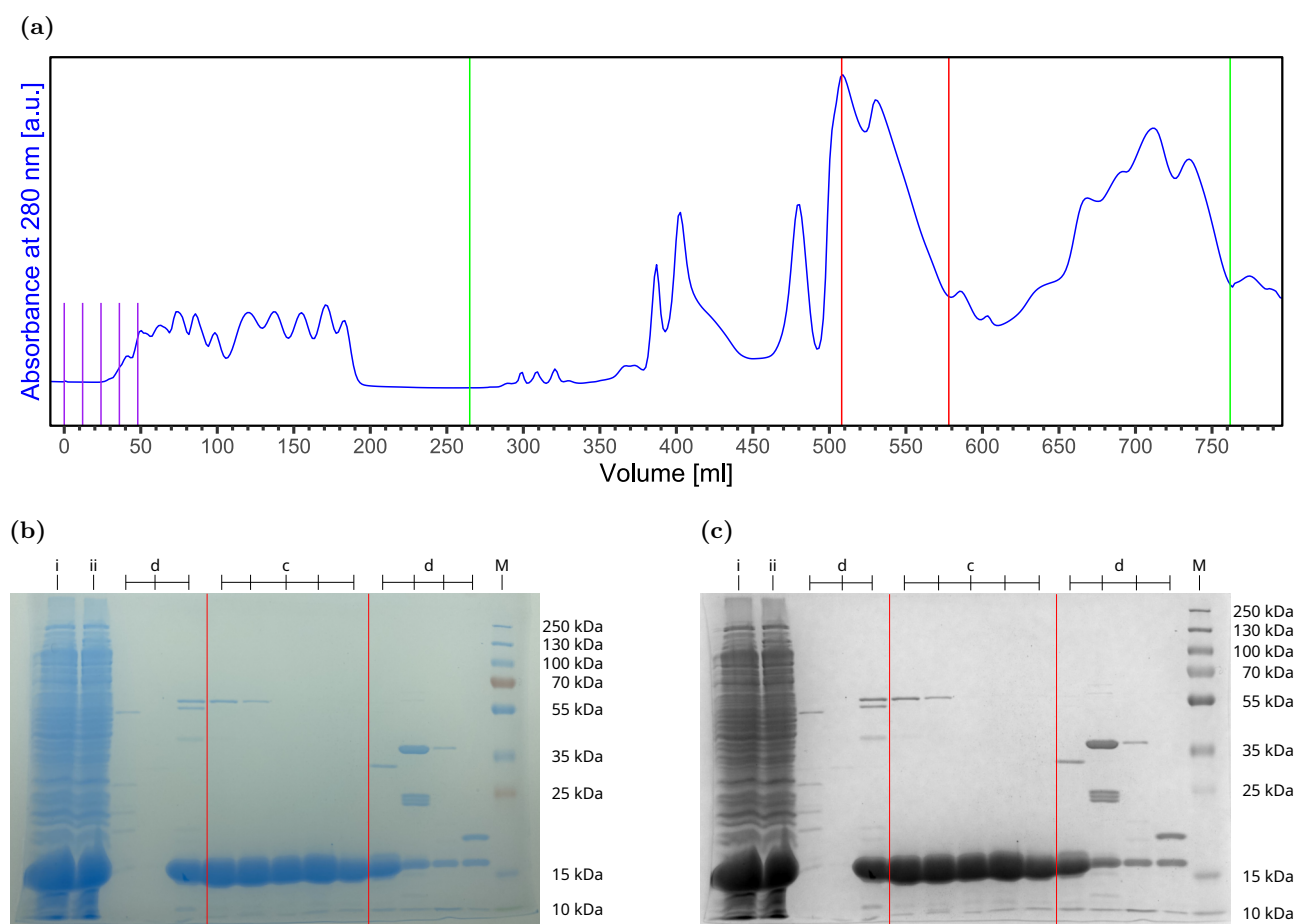 (a)
Absorbance at 280 nm [a.u.]
0 50 100 150 200 250 300 350 400 450 500 550 600 650 700 750
Volume [ml]
(b)
i ii d c d M
250 kDa
130 kDa
100 kDa
70 kDa
55 kDa
35 kDa
25 kDa
15 kDa
10 kDa
(c)
i ii d c d M
250 kDa
130 kDa
100 kDa
70 kDa
55 kDa
35 kDa
25 kDa
15 kDa
10 kDa